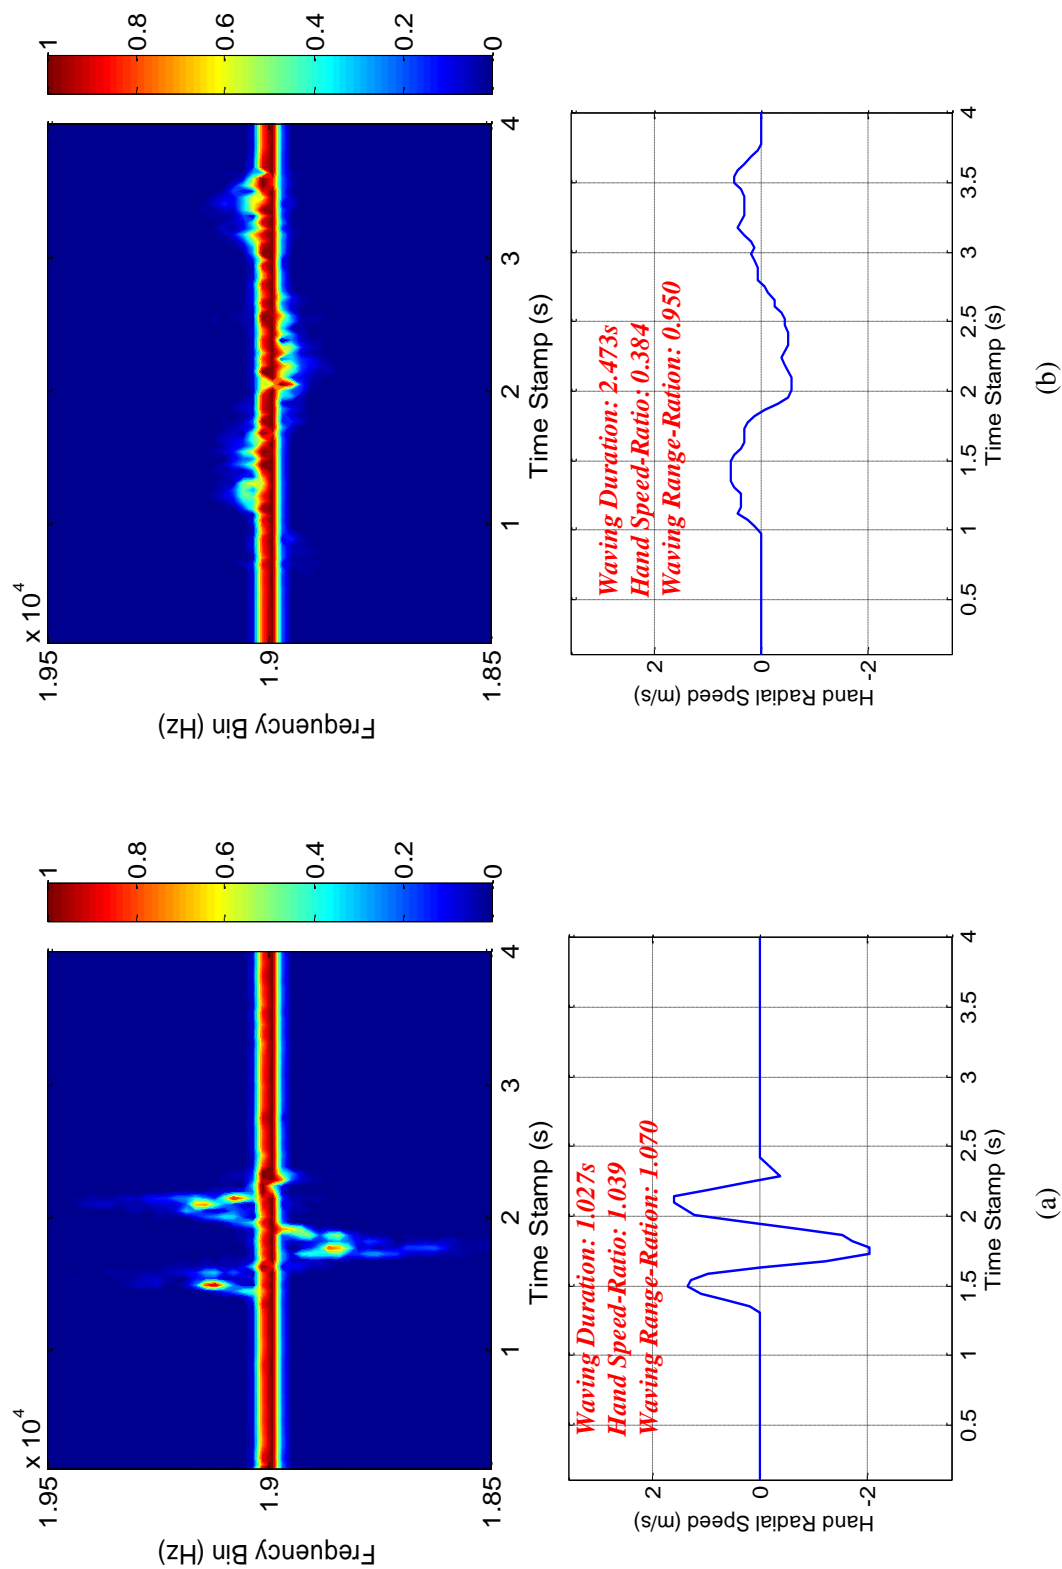 x 10^4
1.95
1.9
1.85
Frequency Bin (Hz)
1
2
3
4
Time Stamp (s)
1
0.8
0.6
0.4
0.2
0
2
0
-2
Hand Radial Speed (m/s)
0.5
1
1.5
2
2.5
3
3.5
4
Time Stamp (s)
Waving Duration: 1.027s
Hand Speed-Ratio: 1.039
Waving Range-Ration: 1.070
(a)
x 10^4
1.95
1.9
1.85
Frequency Bin (Hz)
1
2
3
4
Time Stamp (s)
1
0.8
0.6
0.4
0.2
0
2
0
-2
Hand Radial Speed (m/s)
0.5
1
1.5
2
2.5
3
3.5
4
Time Stamp (s)
Waving Duration: 2.473s
Hand Speed-Ratio: 0.384
Waving Range-Ration: 0.950
(b)